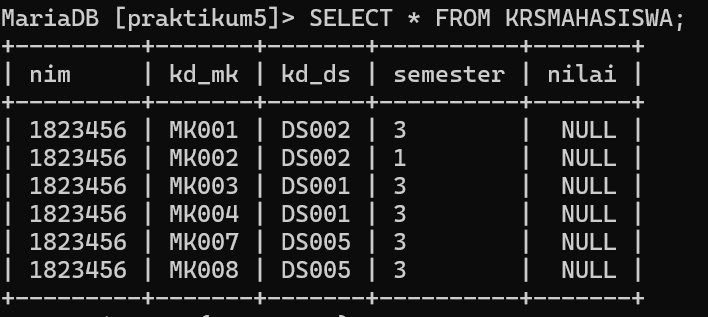 MariaDB [praktikum5]> SELECT * FROM KRSMAHASISWA;
+---------+-------+-------+----------+-------+
| nim     | kd_mk | kd_ds | semester | nilai |
+---------+-------+-------+----------+-------+
| 1823456 | MK001 | DS002 | 3        |  NULL |
| 1823456 | MK002 | DS002 | 1        |  NULL |
| 1823456 | MK003 | DS001 | 3        |  NULL |
| 1823456 | MK004 | DS001 | 3        |  NULL |
| 1823456 | MK007 | DS005 | 3        |  NULL |
| 1823456 | MK008 | DS005 | 3        |  NULL |
+---------+-------+-------+----------+-------+